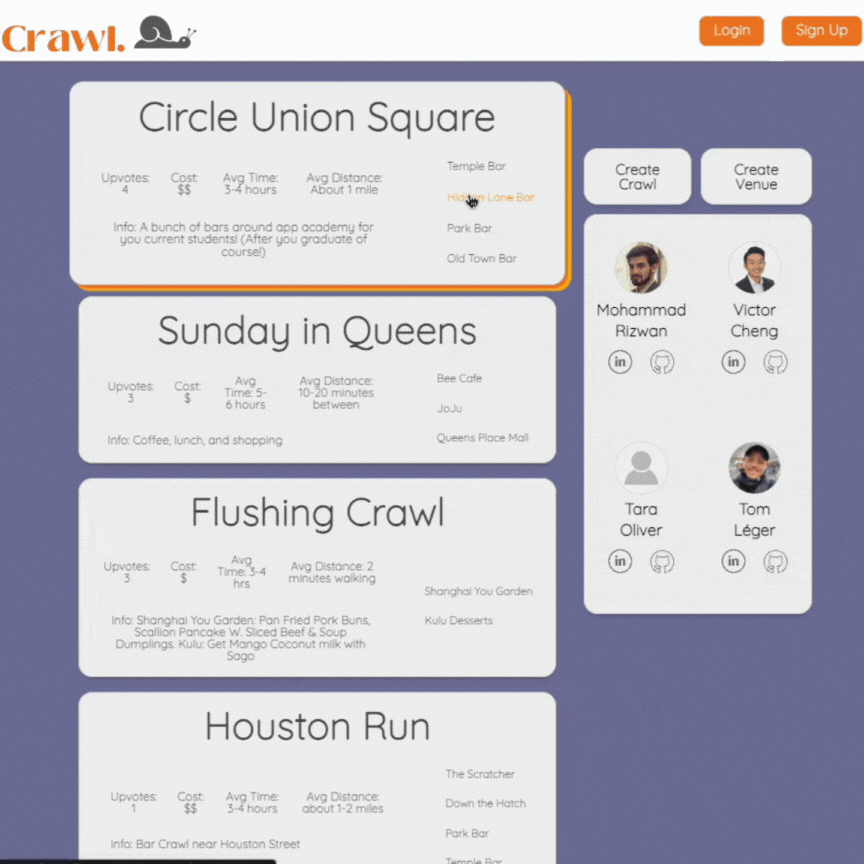 Crawl.
Login
Sign Up
Circle Union Square
Upvotes:
4
Cost:
$$
Avg Time:
3-4 hours
Avg Distance:
About 1 mile
Info: A bunch of bars around app academy for
you current students! (After you graduate of
course!)
Temple Bar
Hidden Lane Bar
Park Bar
Old Town Bar
Create
Crawl
Create
Venue
Mohammad
Rizwan
in
Victor
Cheng
in
Tara
Oliver
in
Tom
Léger
in
Sunday in Queens
Upvotes:
3
Cost:
$
Avg
Time: 5-
6 hours
Avg Distance:
10-20 minutes
between
Info: Coffee, lunch, and shopping
Bee Cafe
JoJu
Queens Place Mall
Flushing Crawl
Upvotes:
3
Cost:
$
Avg
Time: 3-4
hrs
Avg Distance: 2
minutes walking
Info: Shanghai You Garden: Pan Fried Pork Buns,
Scallion Pancake W. Sliced Beef & Soup
Dumplings. Kulu: Get Mango Coconut milk with
Sago
Shanghai You Garden
Kulu Desserts
Houston Run
Upvotes:
1
Cost:
$$
Avg Time:
3-4 hours
Avg Distance:
about 1-2 miles
Info: Bar Crawl near Houston Street
The Scratcher
Down the Hatch
Park Bar
Temple Bar